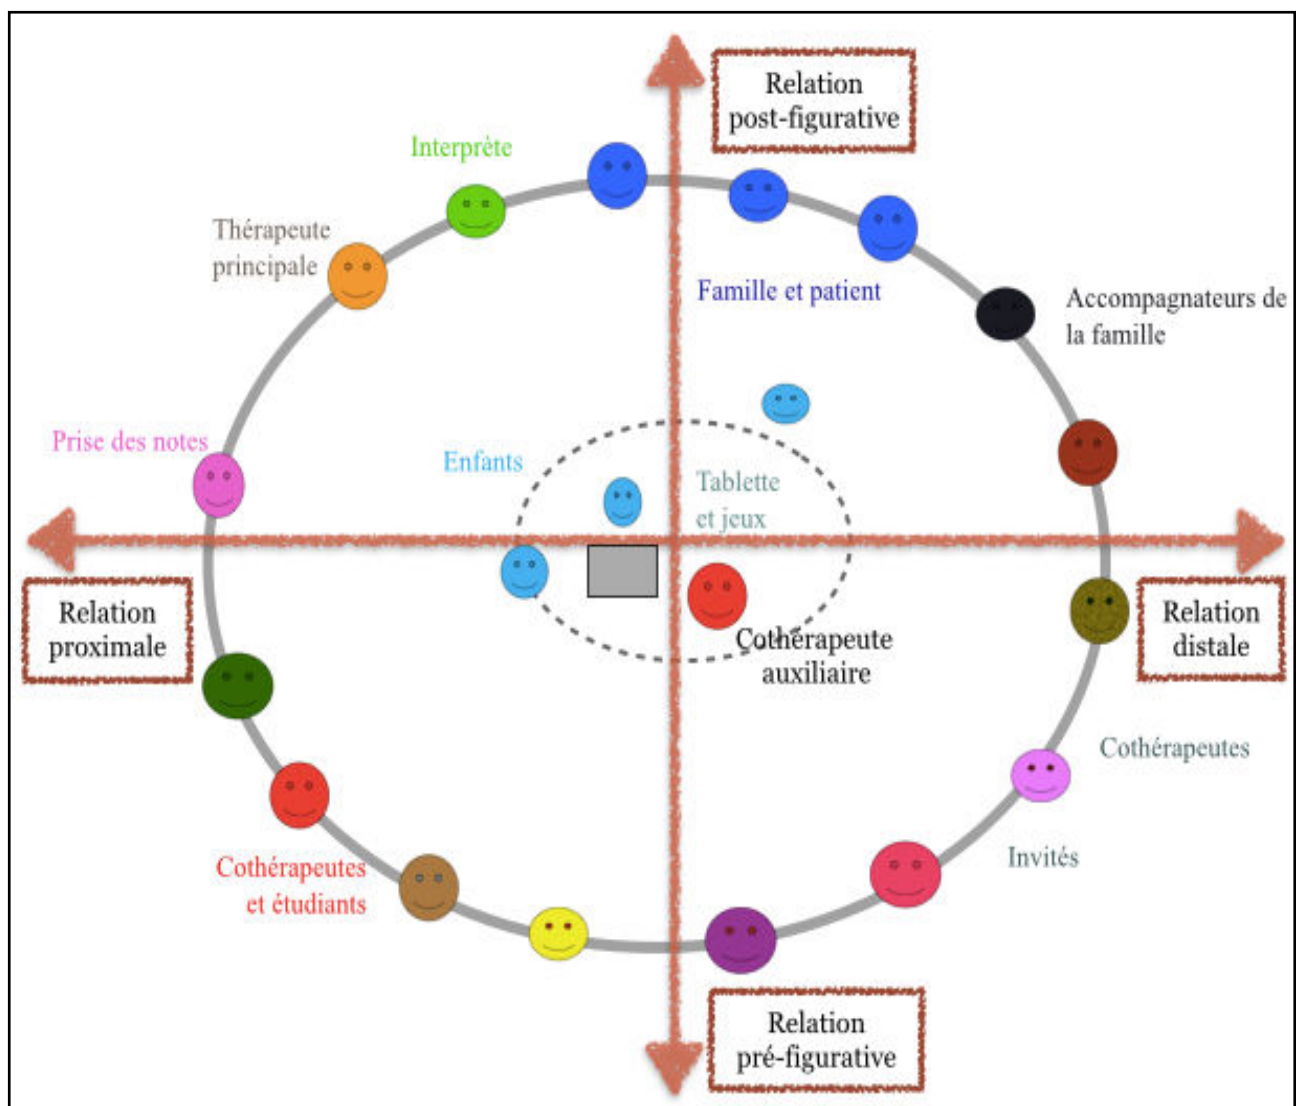 Relation
post-figurative
Interprète
Thérapeute
principale
Famille et patient
Accompagnateurs de
la famille
Prise des notes
Enfants
Tablette
et jeux
Relation
proximale
Relation
distale
Cothérapeute
auxiliaire
Cothérapeutes
Invités
Cothérapeutes
et étudiants
Relation
pré-figurative